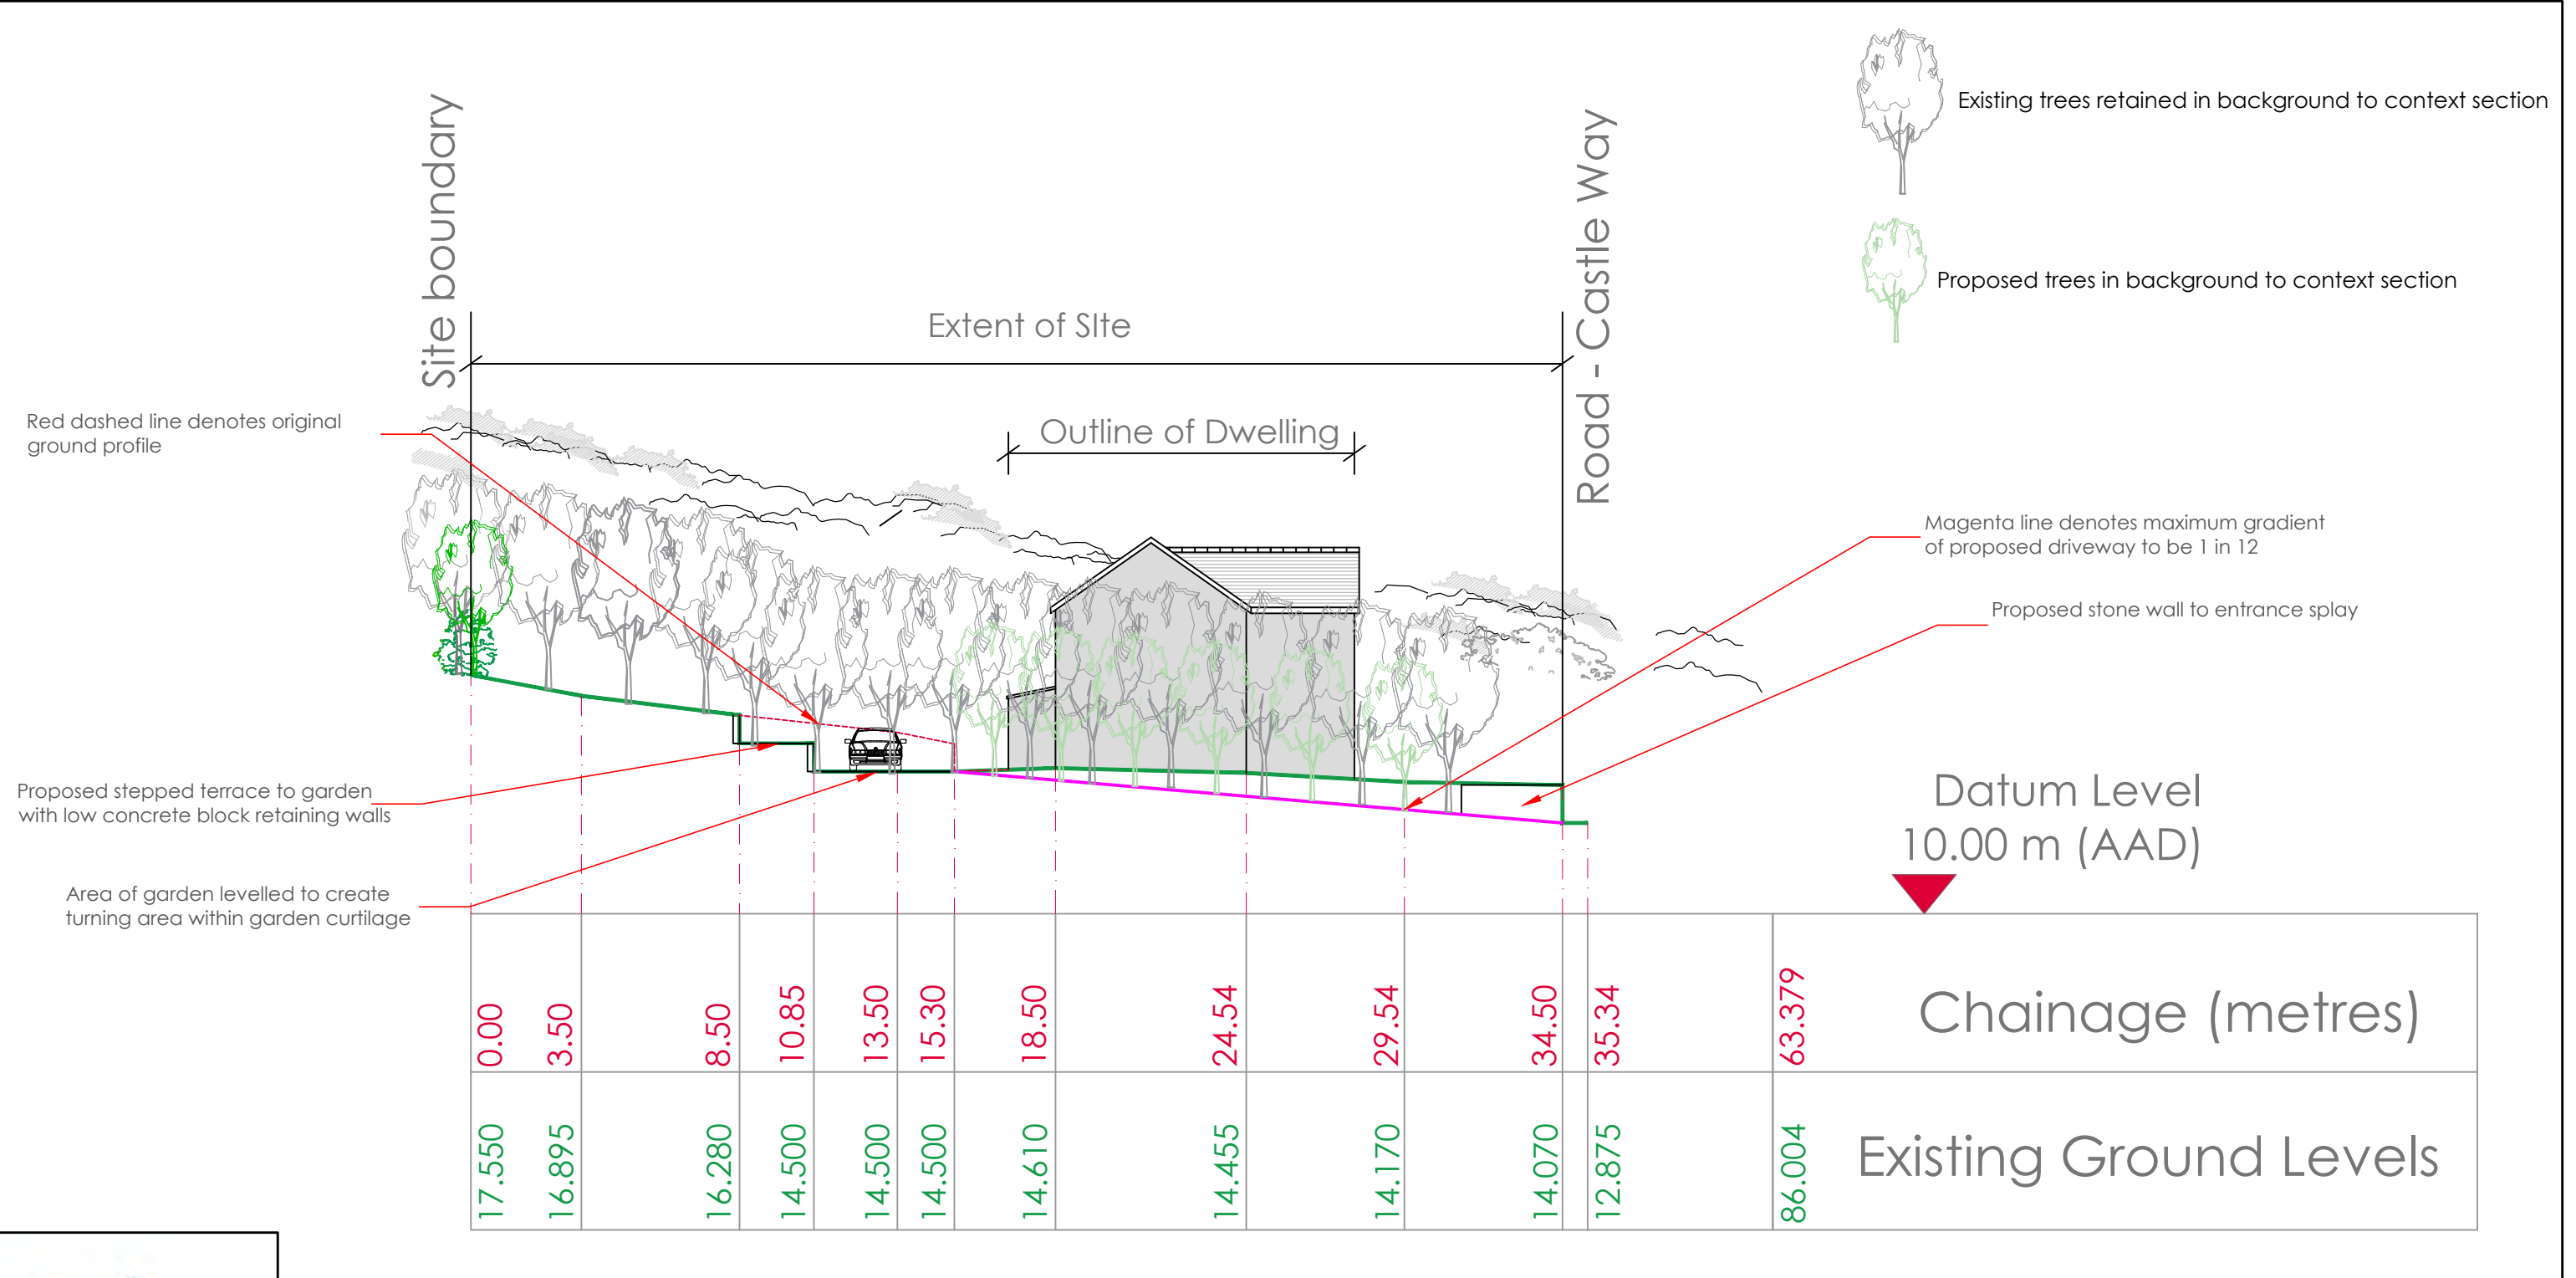 Existing trees retained in background to context section
Proposed trees in background to context section
Site boundary
Road - Castle Way
Extent of SIte
Outline of Dwelling
Red dashed line denotes original
ground profile
Magenta line denotes maximum gradient
of proposed driveway to be 1 in 12
Proposed stone wall to entrance splay
Proposed stepped terrace to garden
with low concrete block retaining walls
Area of garden levelled to create
turning area within garden curtilage
Datum Level
10.00 m (AAD)
0.00 3.50 8.50 10.85 13.50 15.30 18.50 24.54 29.54 34.50 35.34 63.379 Chainage (metres)
17.550 16.895 16.280 14.500 14.500 14.500 14.610 14.455 14.170 14.070 12.875 86.004 Existing Ground Levels